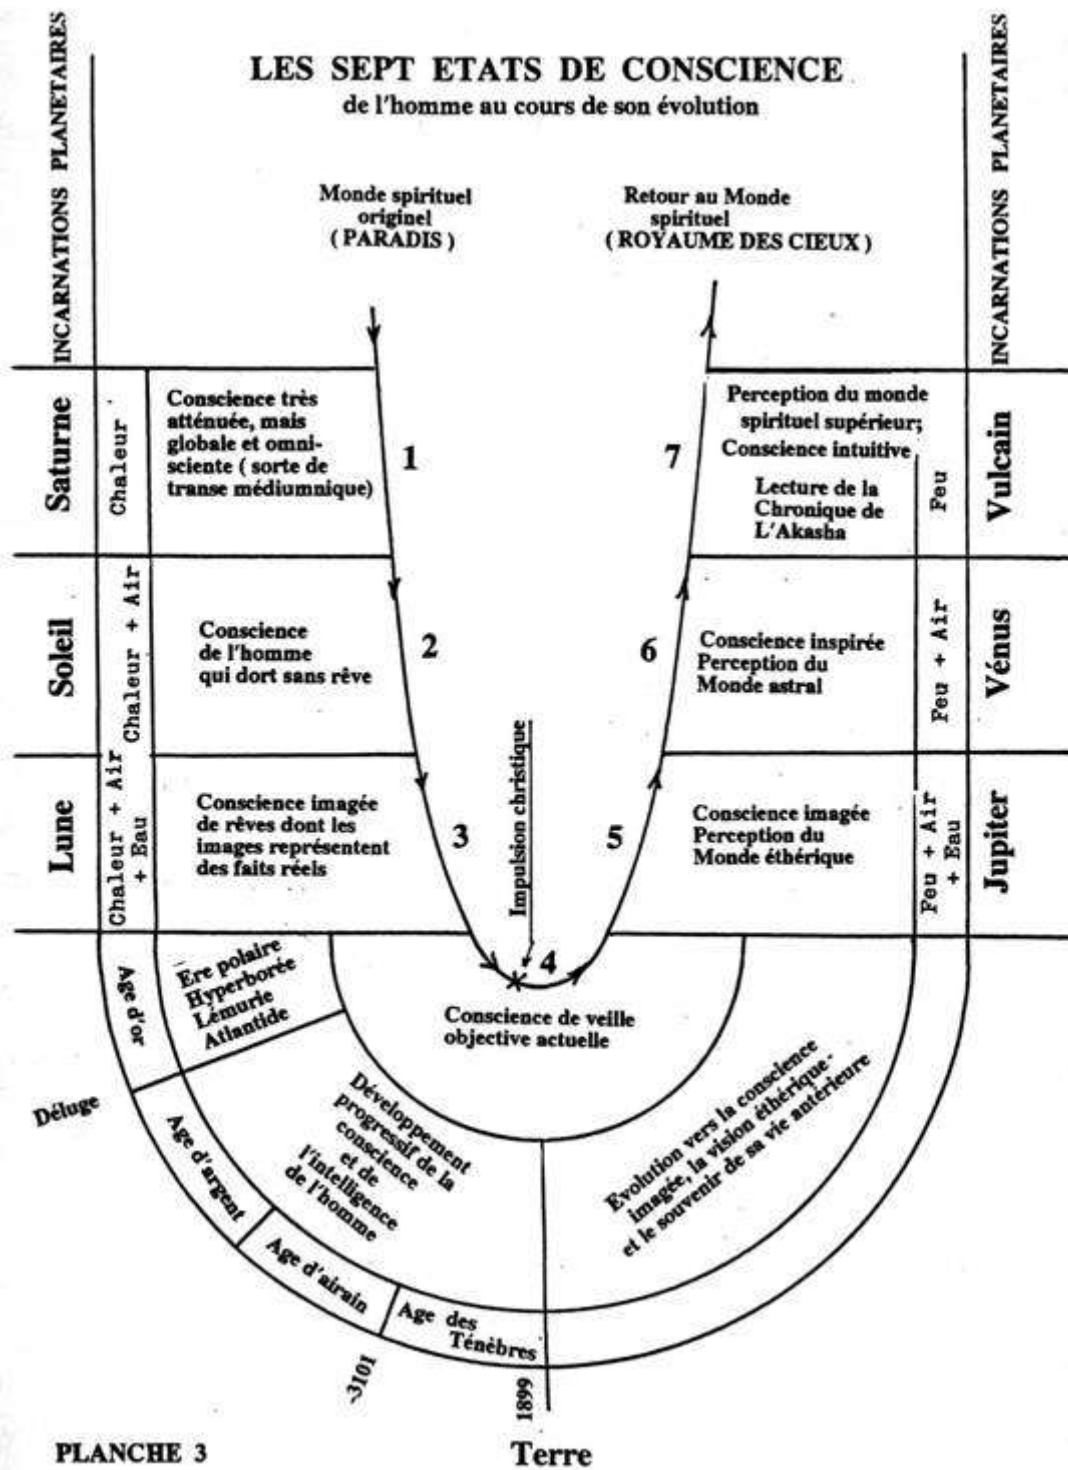 LES SEPT ETATS DE CONSCIENCE
de l'homme au cours de son évolution
INCARNATIONS PLANETAIRES
INCARNATIONS PLANETAIRES
Monde spirituel
originel
( PARADIS )
Retour au Monde
spirituel
( ROYAUME DES CIEUX )
Saturne
Chaleur
Conscience très
atténuée, mais
globale et omni-
sciente ( sorte de
transe médiumnique)
1
7
Perception du monde
spirituel supérieur;
Conscience intuitive
Lecture de la
Chronique de
L'Akasha
Feu
Vulcain
Soleil
Chaleur + Air
Conscience
de l'homme
qui dort sans rêve
2
6
Conscience inspirée
Perception du
Monde astral
Feu + Air
Vénus
Lune
Chaleur + Air
+ Eau
Conscience imagée
de rêves dont les
images représentent
des faits réels
3
Impulsion christique
5
Conscience imagée
Perception du
Monde éthérique
Feu + Air
+ Eau
Jupiter
4
Conscience de veille
objective actuelle
Age d'or
Ere polaire
Hyperborée
Lémurie
Atlantide
Déluge
Age d'argent
Développement
progressif de la
conscience
et de
l'intelligence
de l'homme
Evolution vers la conscience
imagée, la vision éthérique-
et le souvenir de sa vie antérieure
Age d'airain
Age des
Ténèbres
-3101
1899
PLANCHE 3
Terre